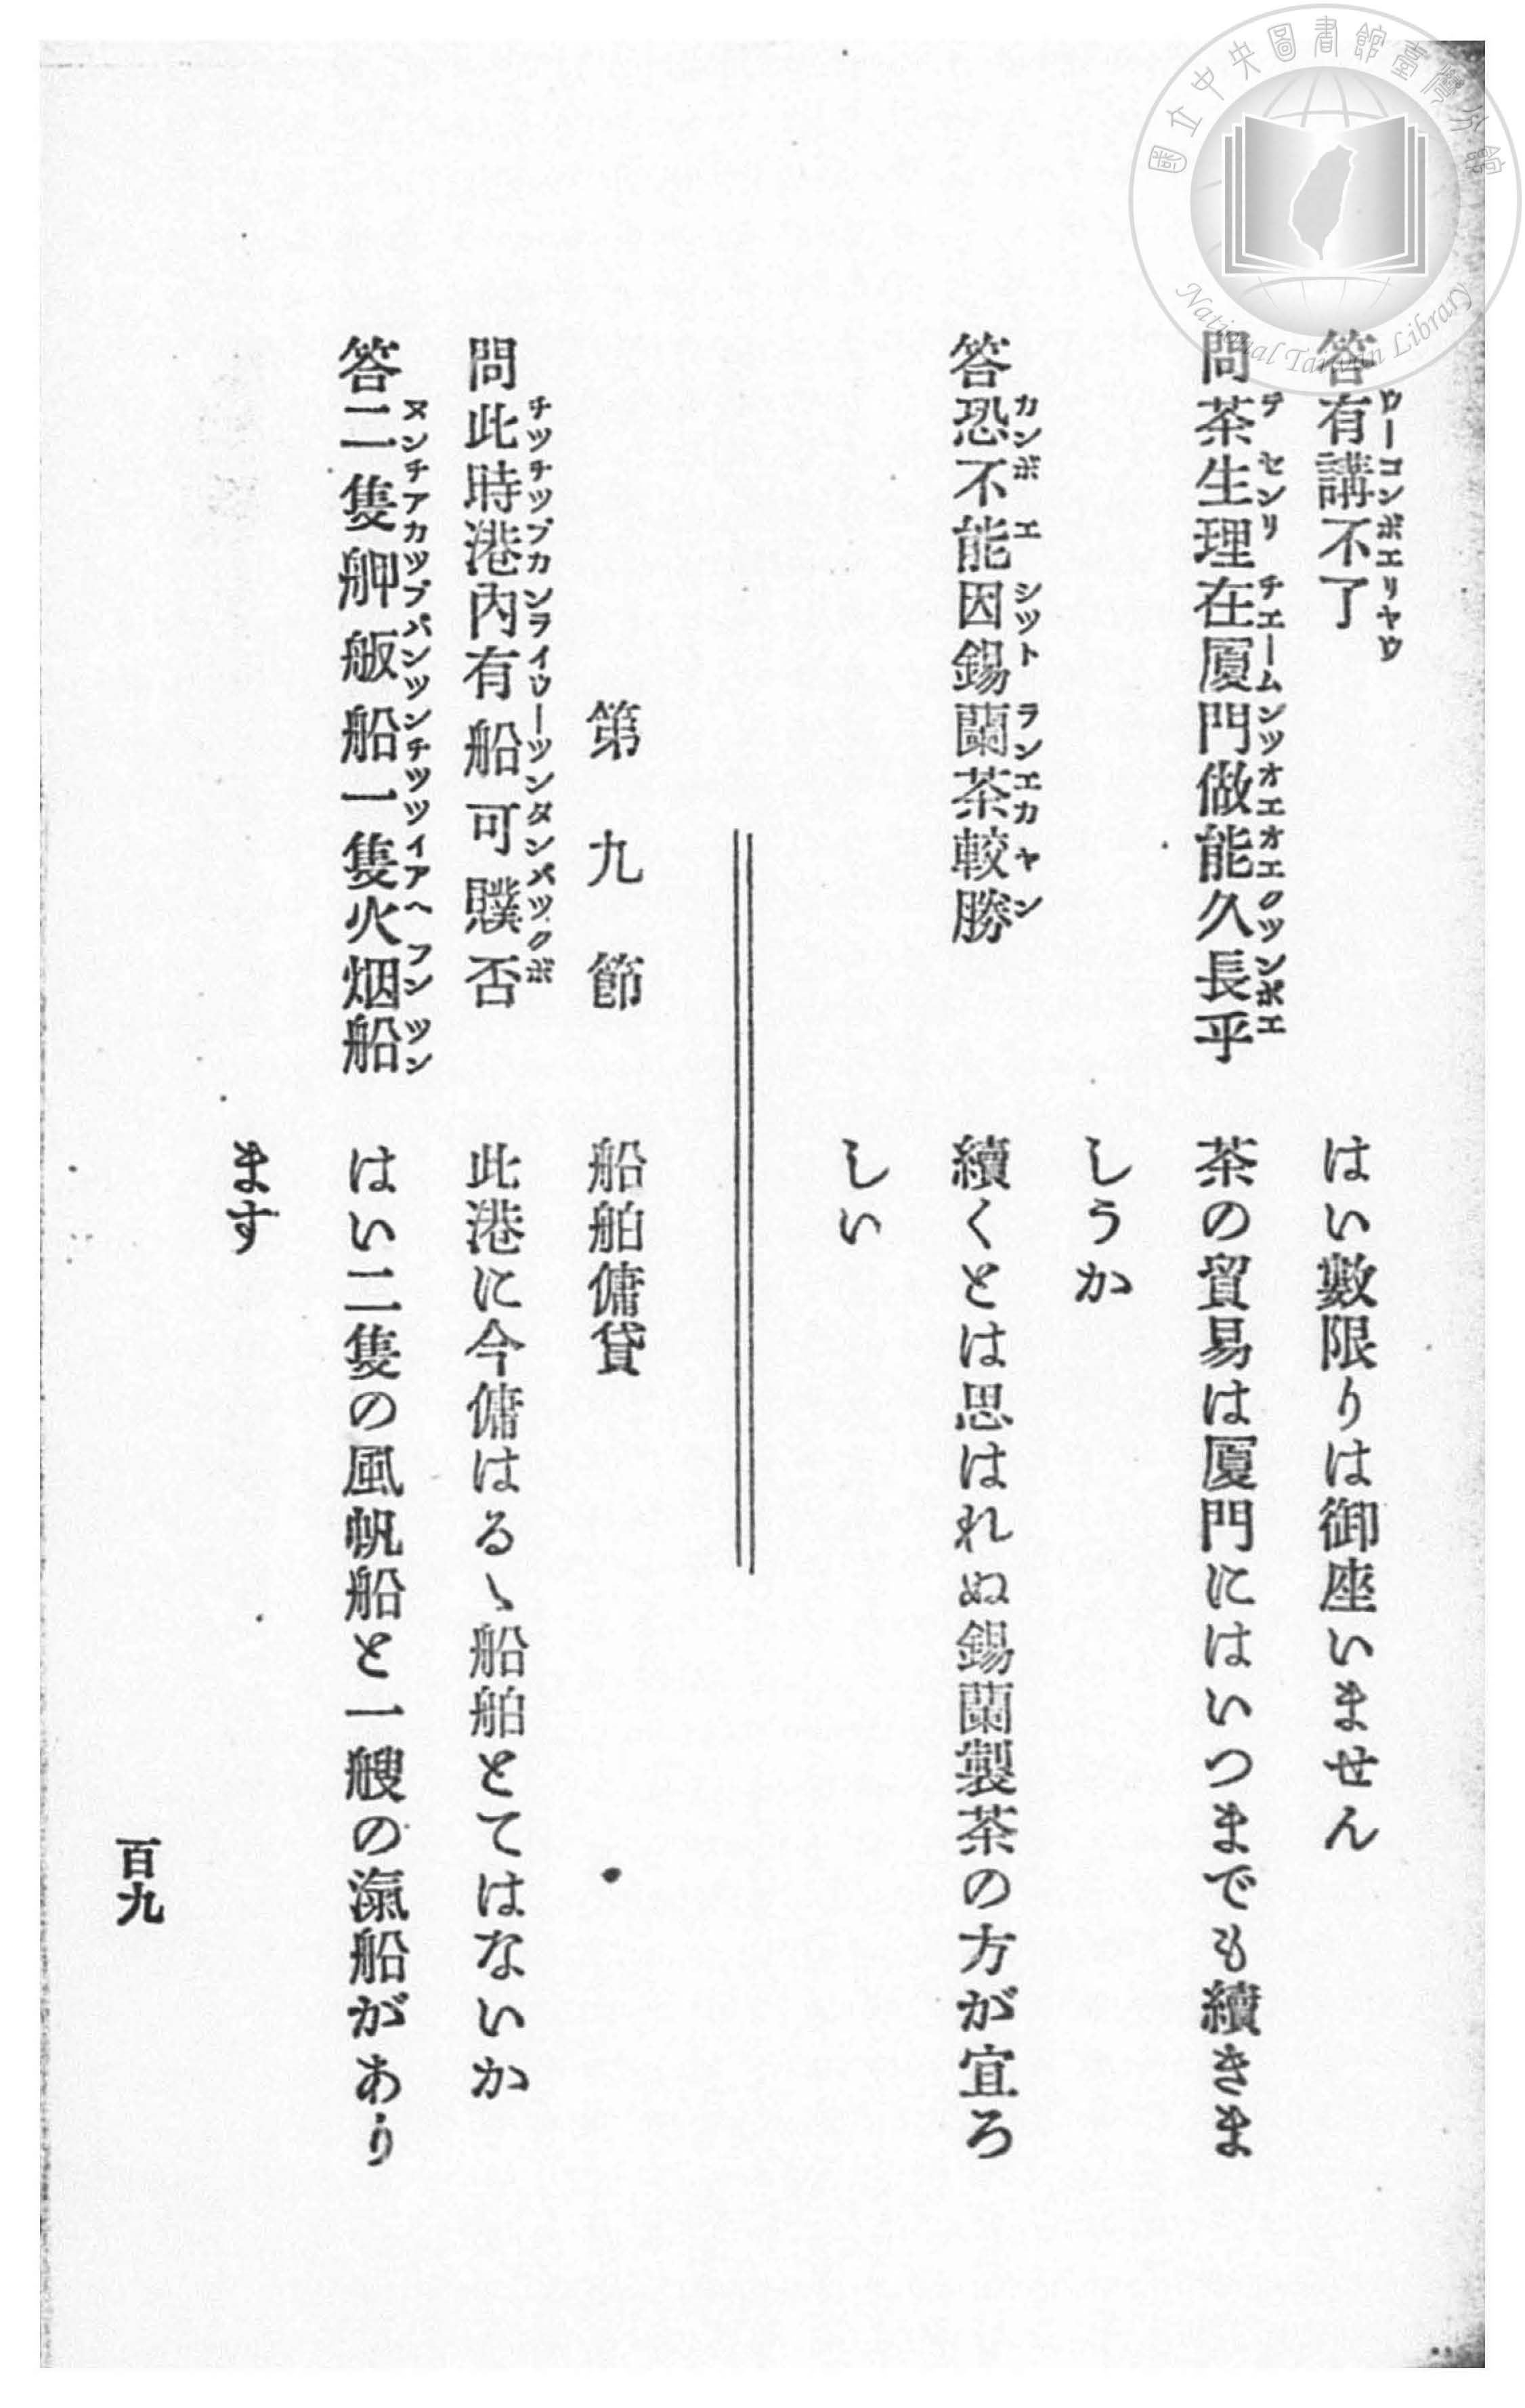 國立中央圖書館臺灣分館
National Taiwan Library
答有講不了 はい數限りは御座いません
ウーコンボエリヤウ
問茶生理在厦門做能久長乎 茶の貿易は厦門にはいつまでも續きま
テセンリチエームンツオエオエクツンボエ
しうか
答恐不能因錫蘭茶較勝 續くとは思はれぬ錫蘭製茶の方が宜ろ
カンボエシツトランエカヤン
しい
第九節 船舶傭貸
問此時港內有船可贌否 此港に今傭はるゝ船舶とてはないか
チツチツプカンライウーツンタンパツクボ
答二隻舺舨船一隻火烟船 はい二隻の風帆船と一艘の滊船があり
ヌンチアカツプパンツンチツツイアヘフンツン
ます
百九